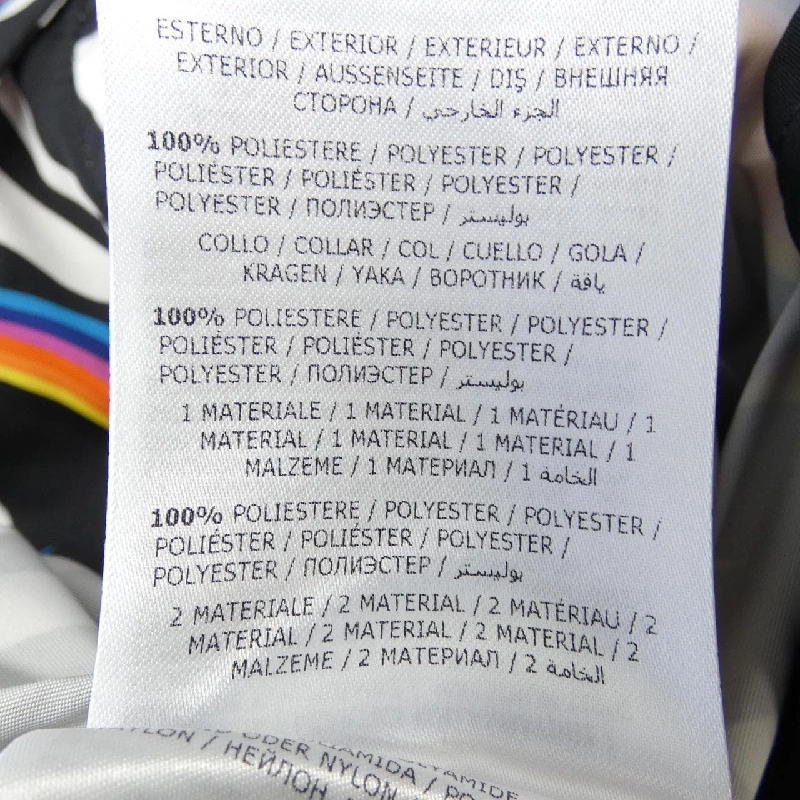 ESTERNO / EXTERIOR / EXTERIEUR / EXTERNO /
EXTERIOR / AUSSENSEITE / DIŞ / ВНЕШНЯЯ
СТОРОНА / الجزء الخارجي
100% POLIESTERE / POLYESTER / POLYESTER /
POLIÉSTER / POLIÉSTER / POLYESTER /
POLYESTER / ПОЛИЭСТЕР / بوليستر
COLLO / COLLAR / COL / CUELLO / GOLA /
KRAGEN / YAKA / ВОРОТНИК / ياقة
100% POLIESTERE / POLYESTER / POLYESTER /
POLIÉSTER / POLIÉSTER / POLYESTER /
POLYESTER / ПОЛИЭСТЕР / بوليستر
1 MATERIALE / 1 MATERIAL / 1 MATÉRIAU / 1
MATERIAL / 1 MATERIAL / 1 MATERIAL / 1
MALZEME / 1 МАТЕРИАЛ / 1 الخامة
100% POLIESTERE / POLYESTER / POLYESTER /
POLIÉSTER / POLIÉSTER / POLYESTER /
POLYESTER / ПОЛИЭСТЕР / بوليستر
2 MATERIALE / 2 MATERIAL / 2 MATÉRIAU / 2
MATERIAL / 2 MATERIAL / 2 MATERIAL / 2
MALZEME / 2 МАТЕРИАЛ / 2 الخامة
ODER NYLON
NYLON / НЕЙЛОН